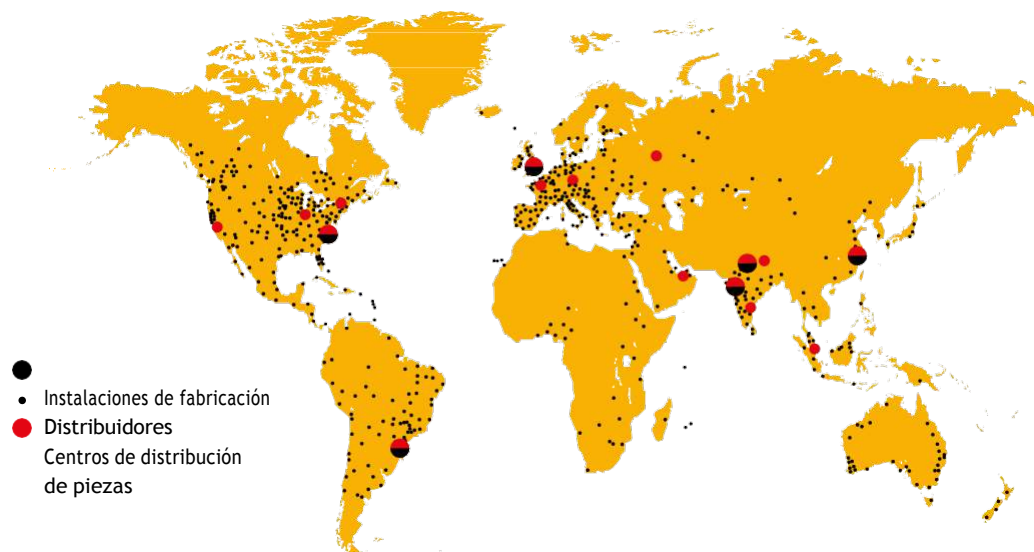 Instalaciones de fabricación
Distribuidores
Centros de distribución
de piezas